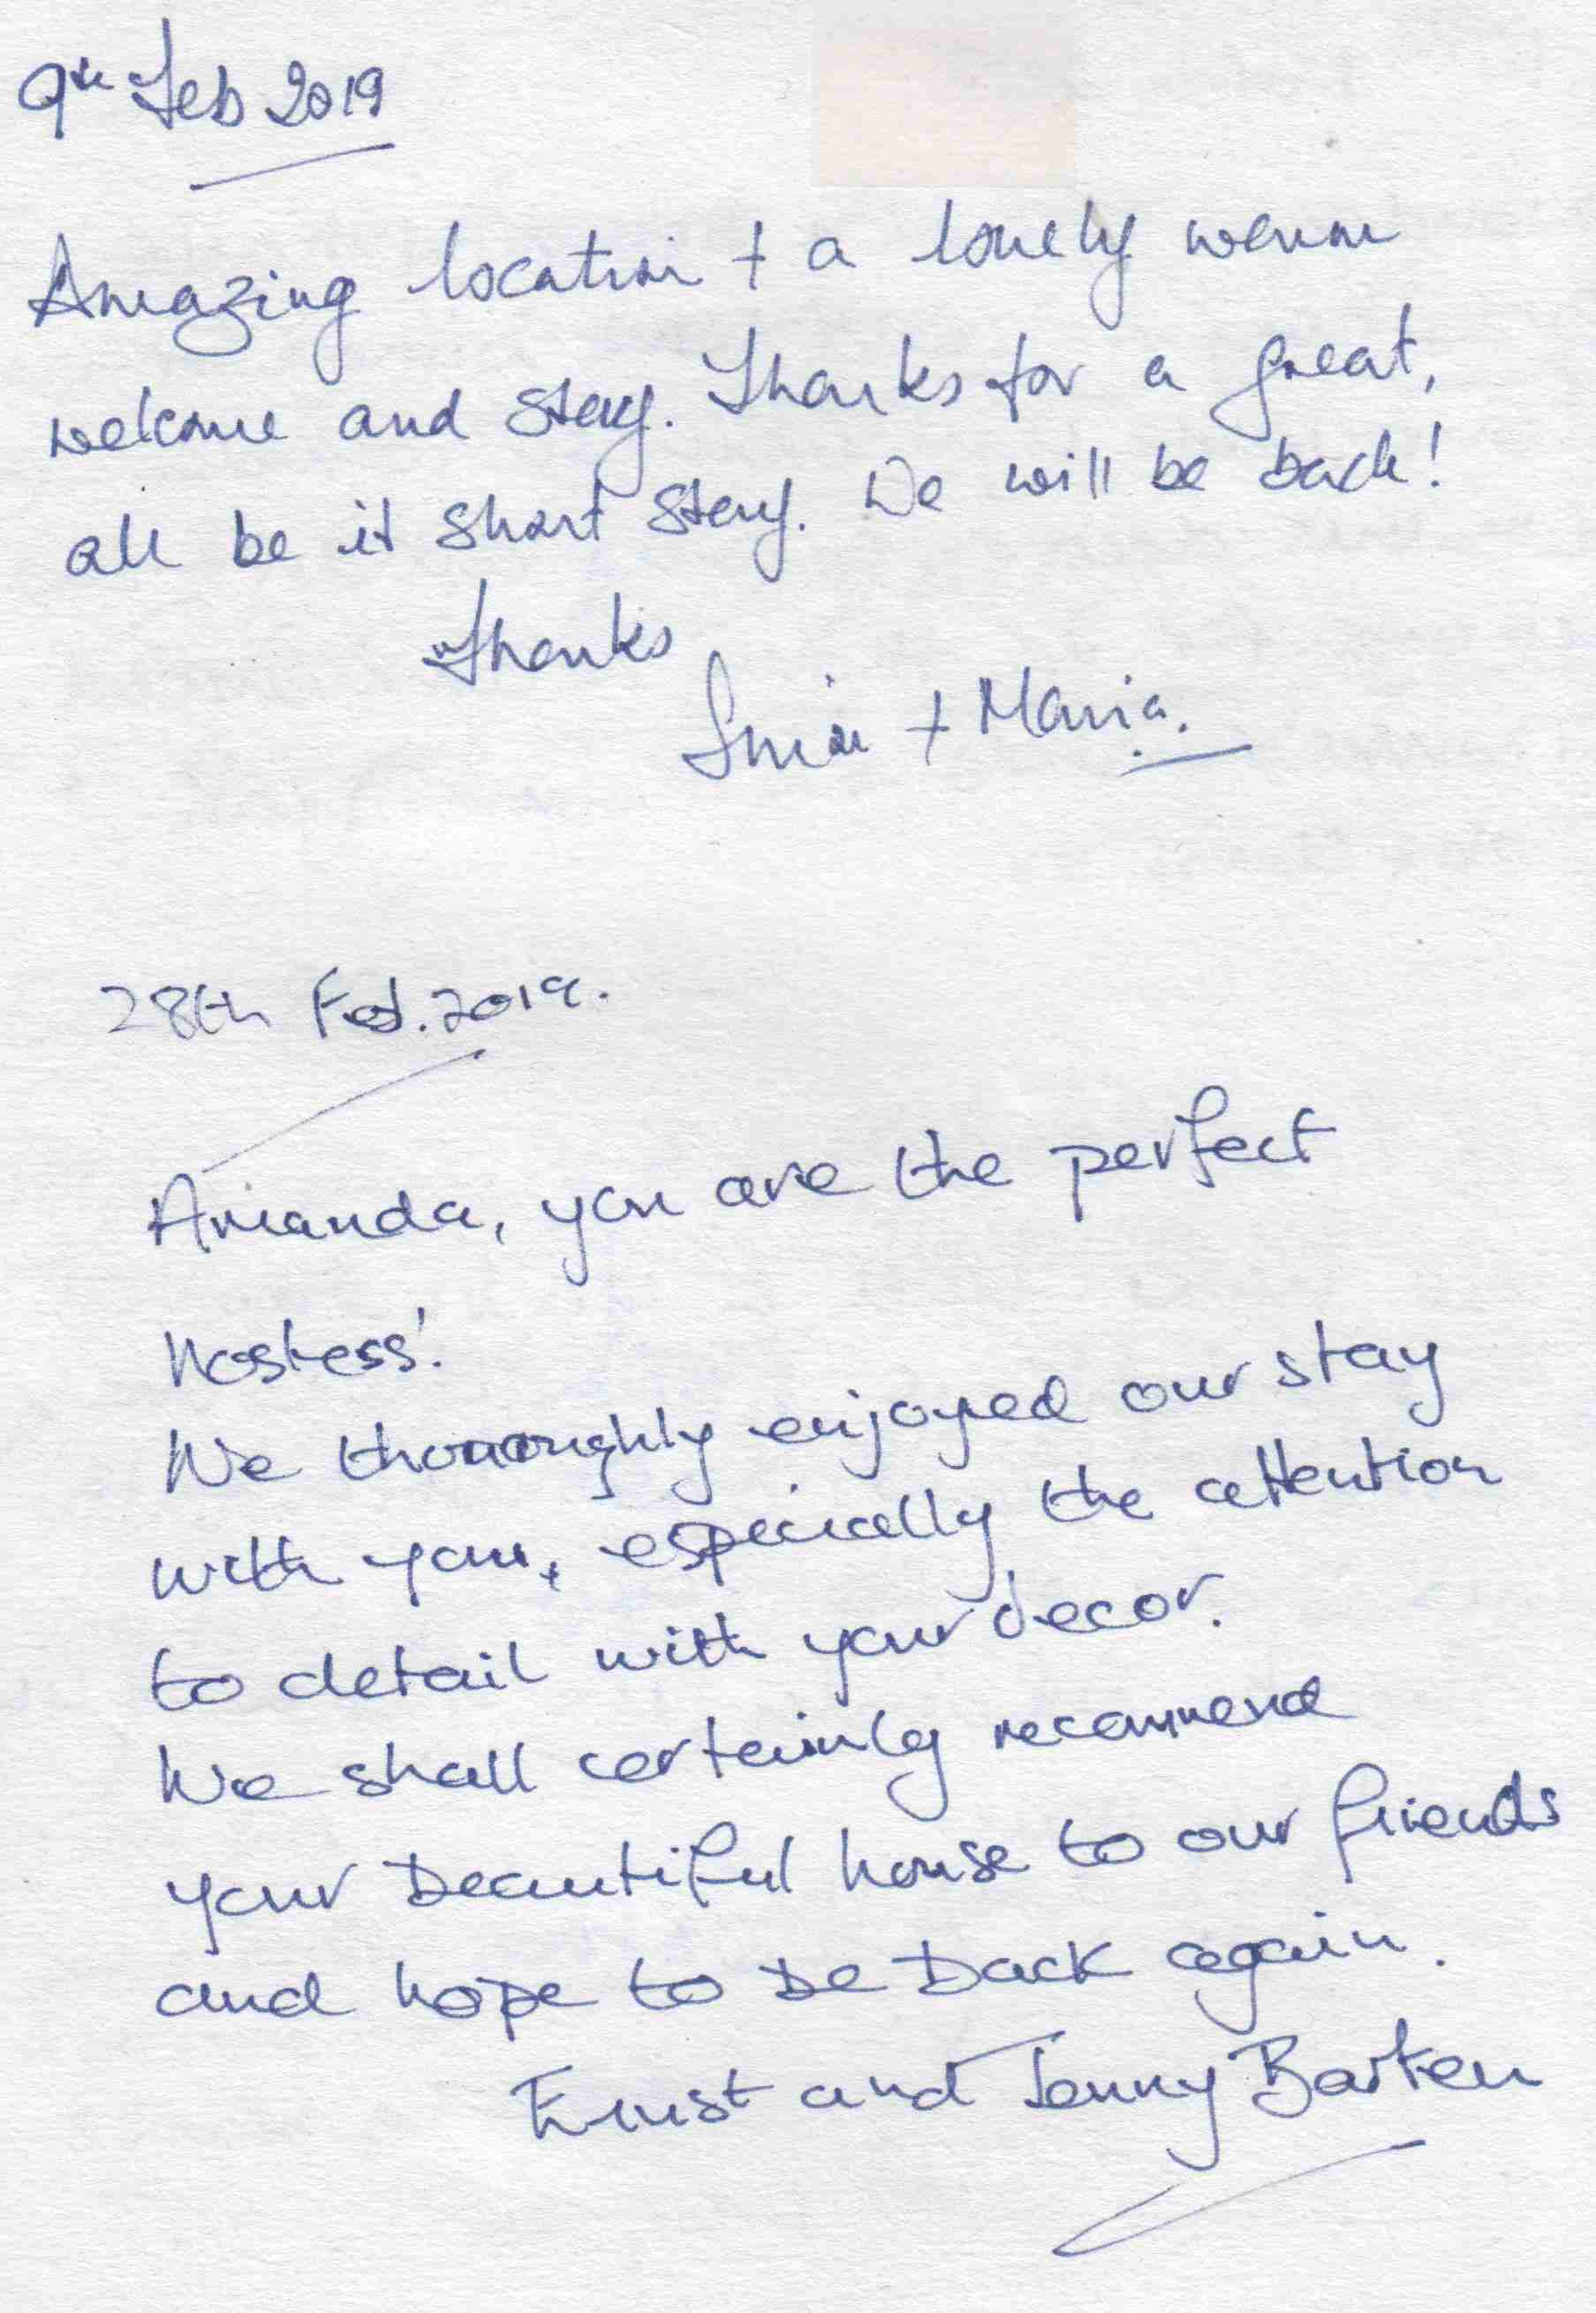 9th Feb 2019
Amazing location + a lovely warm
welcome and stay. Thanks for a great,
all be it short stay. We will be back!
Thanks
+ Maria.
28th Feb. 2019.
Amanda, you are the perfect
hostess!
We thoroughly enjoyed our stay
with you, especially the attention
to detail with your decor.
We shall certainly recommend
your beautiful house to our friends
and hope to be back again.
Ernst and Jenny Barten